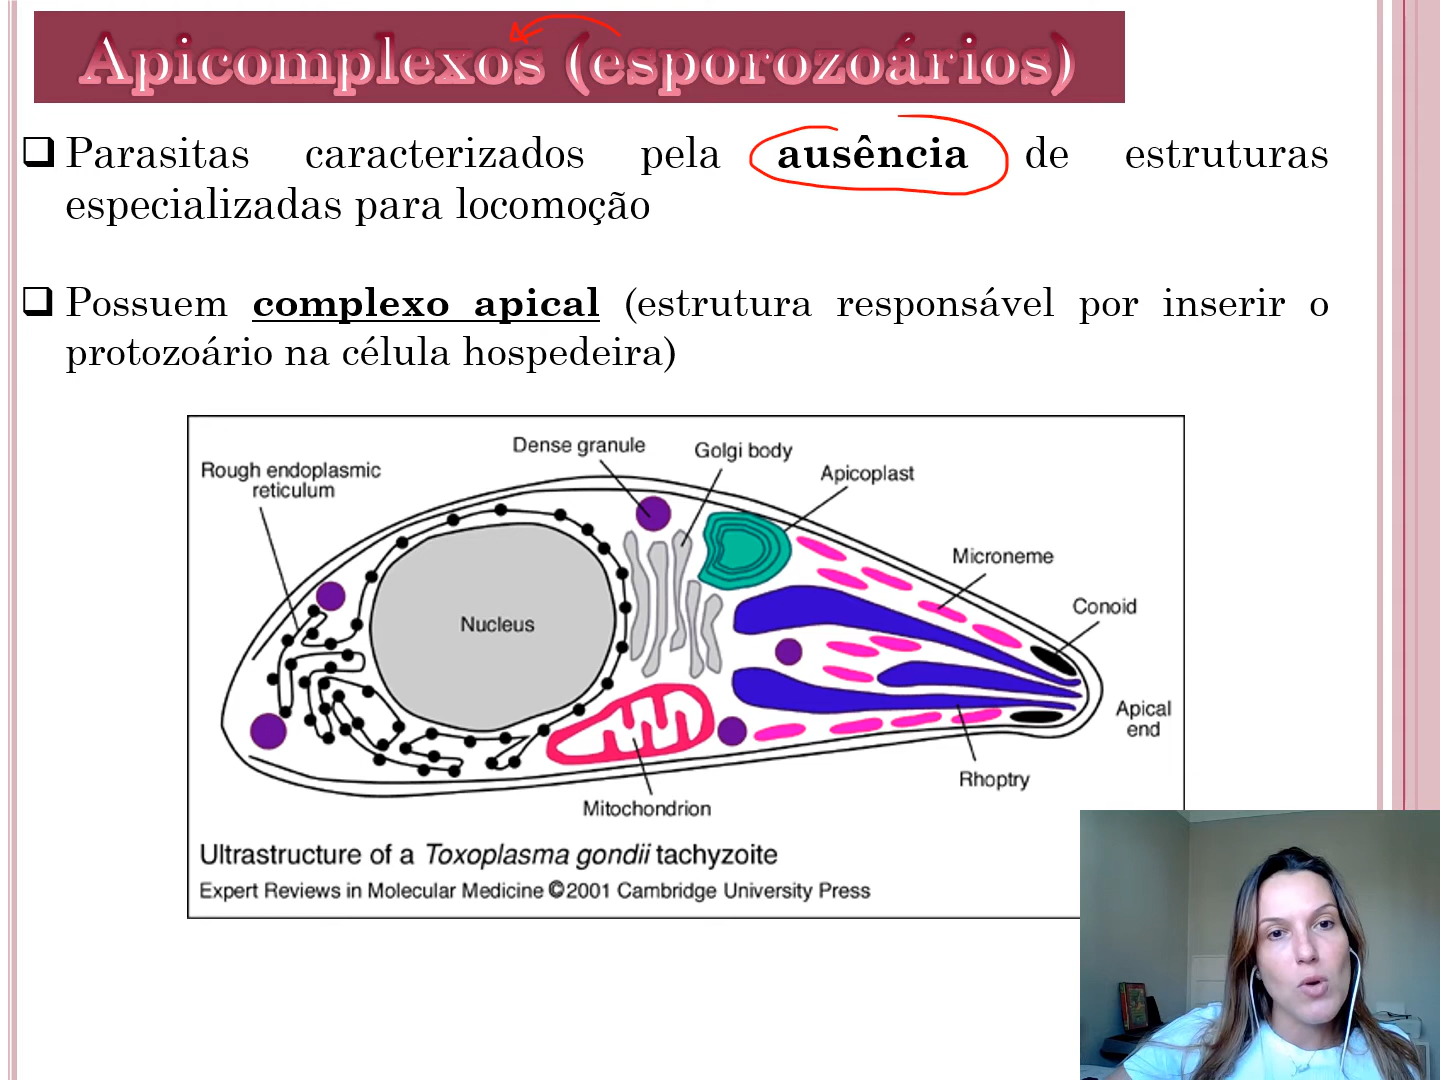 Apicomplexos (esporozoários)
Parasitas caracterizados pela ausência de estruturas
especializadas para locomoção
Possuem complexo apical (estrutura responsável por inserir o
protozoário na célula hospedeira)
Dense granule
Golgi body
Rough endoplasmic
reticulum
Apicoplast
Microneme
Conoid
Nucleus
Apical
end
Rhoptry
Mitochondrion
Ultrastructure of a Toxoplasma gondii tachyzoite
Expert Reviews in Molecular Medicine ©2001 Cambridge University Press